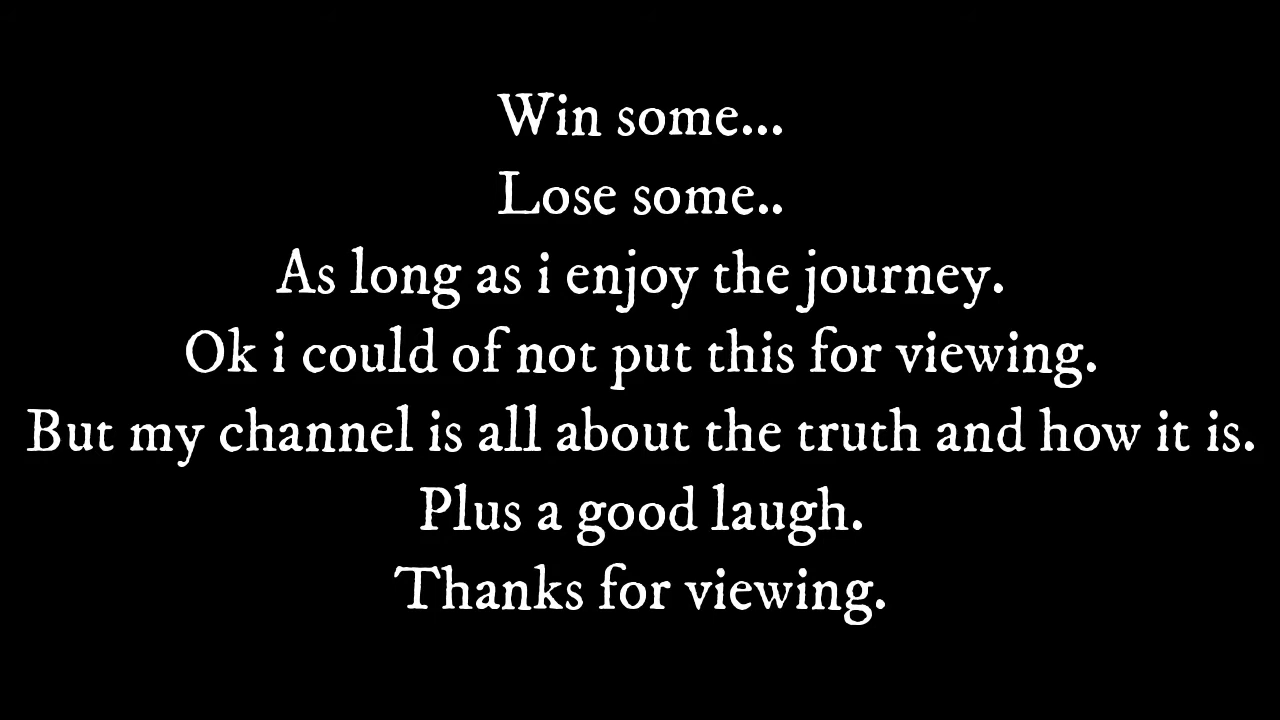 Win some...
Lose some..
As long as i enjoy the journey.
Ok i could of not put this for viewing.
But my channel is all about the truth and how it is.
Plus a good laugh.
Thanks for viewing.